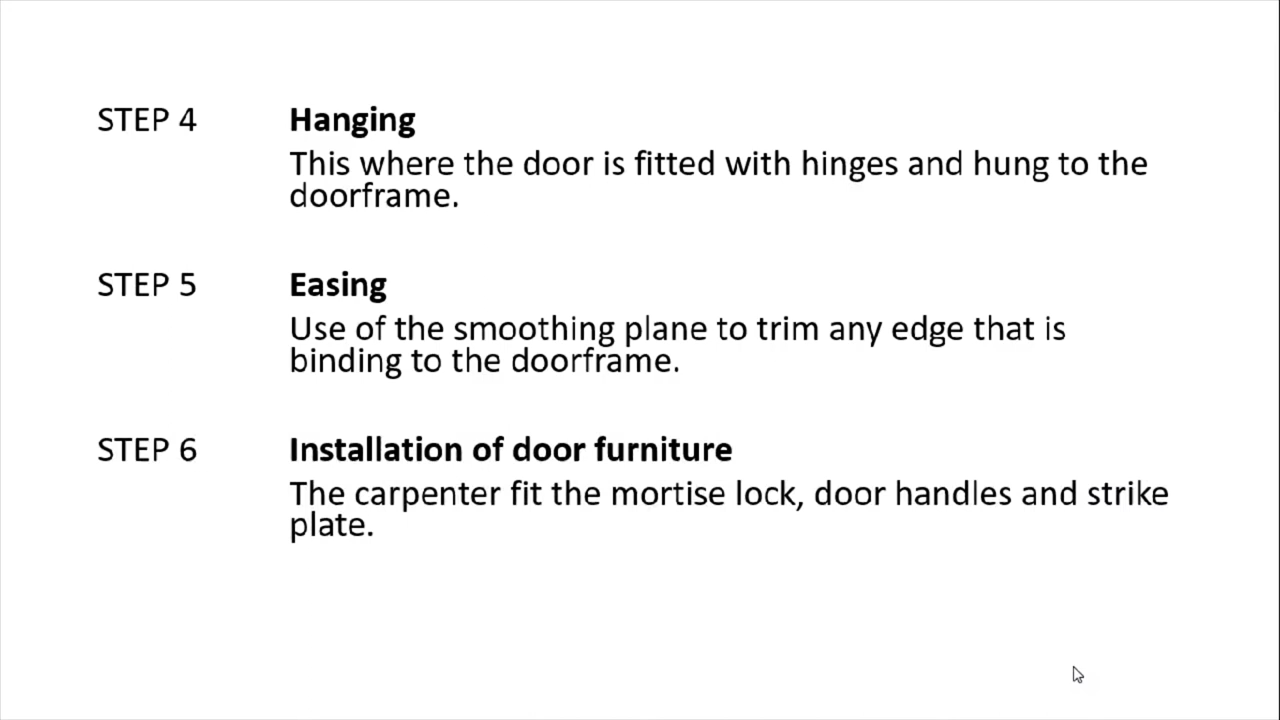 STEP 4 Hanging
This where the door is fitted with hinges and hung to the
doorframe.
STEP 5 Easing
Use of the smoothing plane to trim any edge that is
binding to the doorframe.
STEP 6 Installation of door furniture
The carpenter fit the mortise lock, door handles and strike
plate.